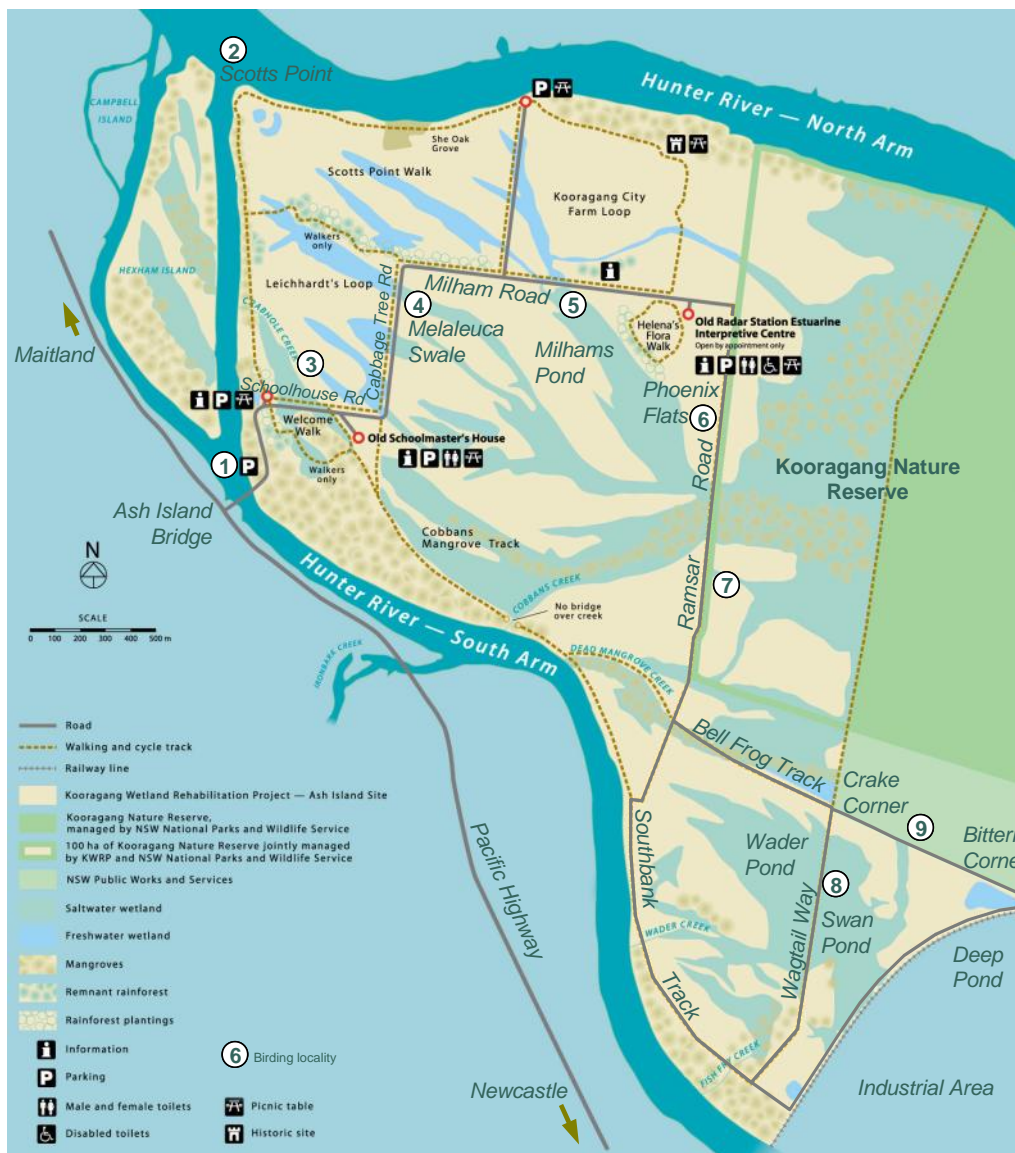 2
Scotts Point
CAMPBELL
ISLAND
Hunter River — North Arm
P
She Oak
Grove
Scotts Point Walk
Kooragang City
Farm Loop
Walkers
only
HEXHAM ISLAND
Leichhardt's Loop
i
Milham Road
Cabbage Tree Rd
4
5
Melaleuca
Swale
Milhams
Pond
Helena's
Flora
Walk
Old Radar Station Estuarine
Interpretive Centre
Open by appointment only
i P
Maitland
CRABHOLE CREEK
3
Schoolhouse Rd
i P
Phoenix
Flats
6
Welcome
Walk
Old Schoolmaster's House
i P
Walkers
only
1 P
Kooragang Nature
Reserve
Ash Island
Bridge
Ramsar Road
Cobbans
Mangrove Track
N
SCALE
0 100 200 300 400 500 m
Hunter River — South Arm
COBBANS CREEK
7
No bridge
over creek
IRONBARK CREEK
DEAD MANGROVE CREEK
Bell Frog Track
Crake
Corner
9
Bittern
Corne
Southbank Track
Wader
Pond
8
Swan
Pond
Wagtail Way
WADER CREEK
Deep
Pond
Pacific Highway
FISH FRY CREEK
Industrial Area
Newcastle
Road
Walking and cycle track
Railway line
Kooragang Wetland Rehabilitation Project — Ash Island Site
Kooragang Nature Reserve,
managed by NSW National Parks and Wildlife Service
100 ha of Kooragang Nature Reserve jointly managed
by KWRP and NSW National Parks and Wildlife Service
NSW Public Works and Services
Saltwater wetland
Freshwater wetland
Mangroves
Remnant rainforest
Rainforest plantings
i Information
6 Birding locality
P Parking
Male and female toilets
Picnic table
Disabled toilets
Historic site